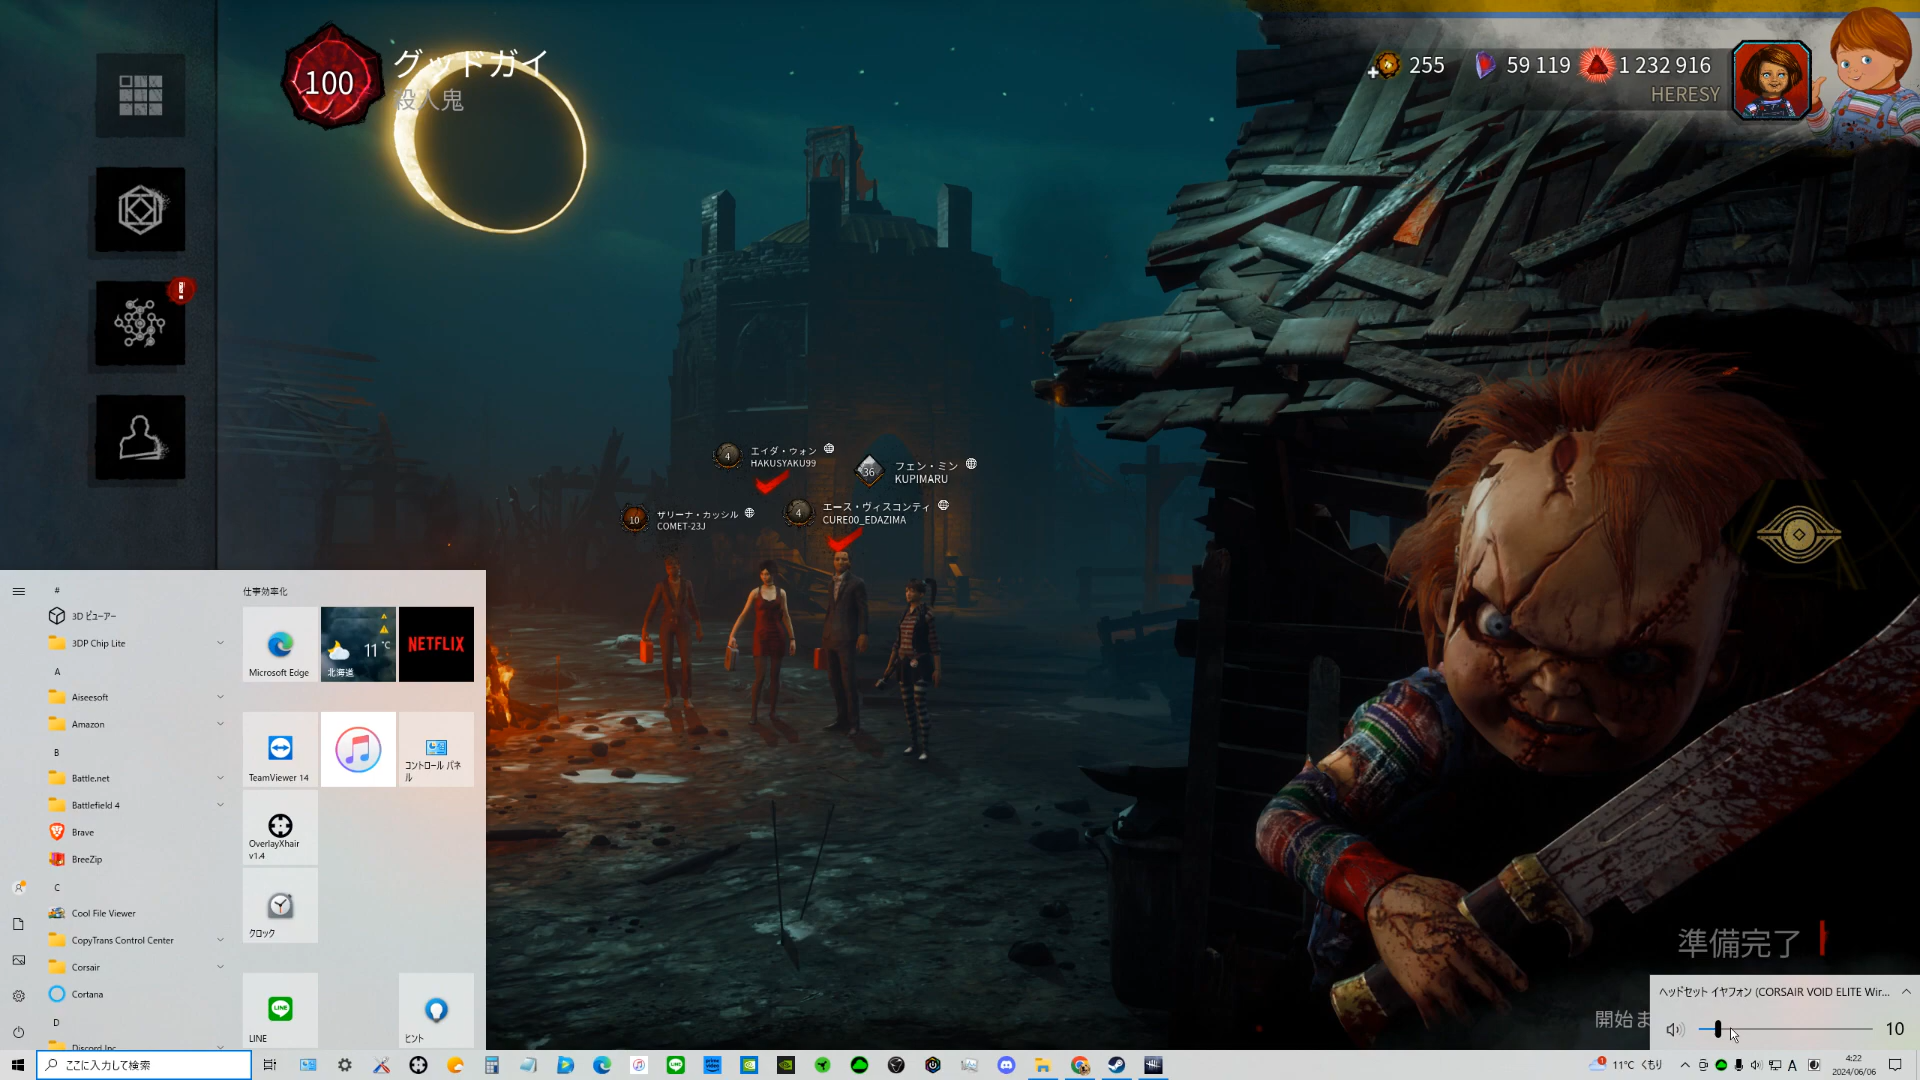 100
グッドガイ
殺人鬼
255
59 119
1 232 916
HERESY
4
エイダ・ウォン
HAKUSYAKU99
36
フェン・ミン
KUPIMARU
10
サリーナ・カッシル
COMET-23J
4
エース・ヴィスコンティ
CURE00_EDAZIMA
#
3D ビューアー
3DP Chip Lite
A
Aiseesoft
Amazon
B
Battle.net
Battlefield 4
Brave
BreeZip
C
Cool File Viewer
CopyTrans Control Center
Corsair
Cortana
D
Discord Inc
仕事効率化
Microsoft Edge
11 °C
北海道
NETFLIX
TeamViewer 14
コントロール パネル
OverlayXhair v1.4
クロック
LINE
LINE
ヒント
準備完了
開始ま
ヘッドセット イヤフォン (CORSAIR VOID ELITE Wir...
10
ここに入力して検索
1
11°C くもり
A
4:22
2024/06/06